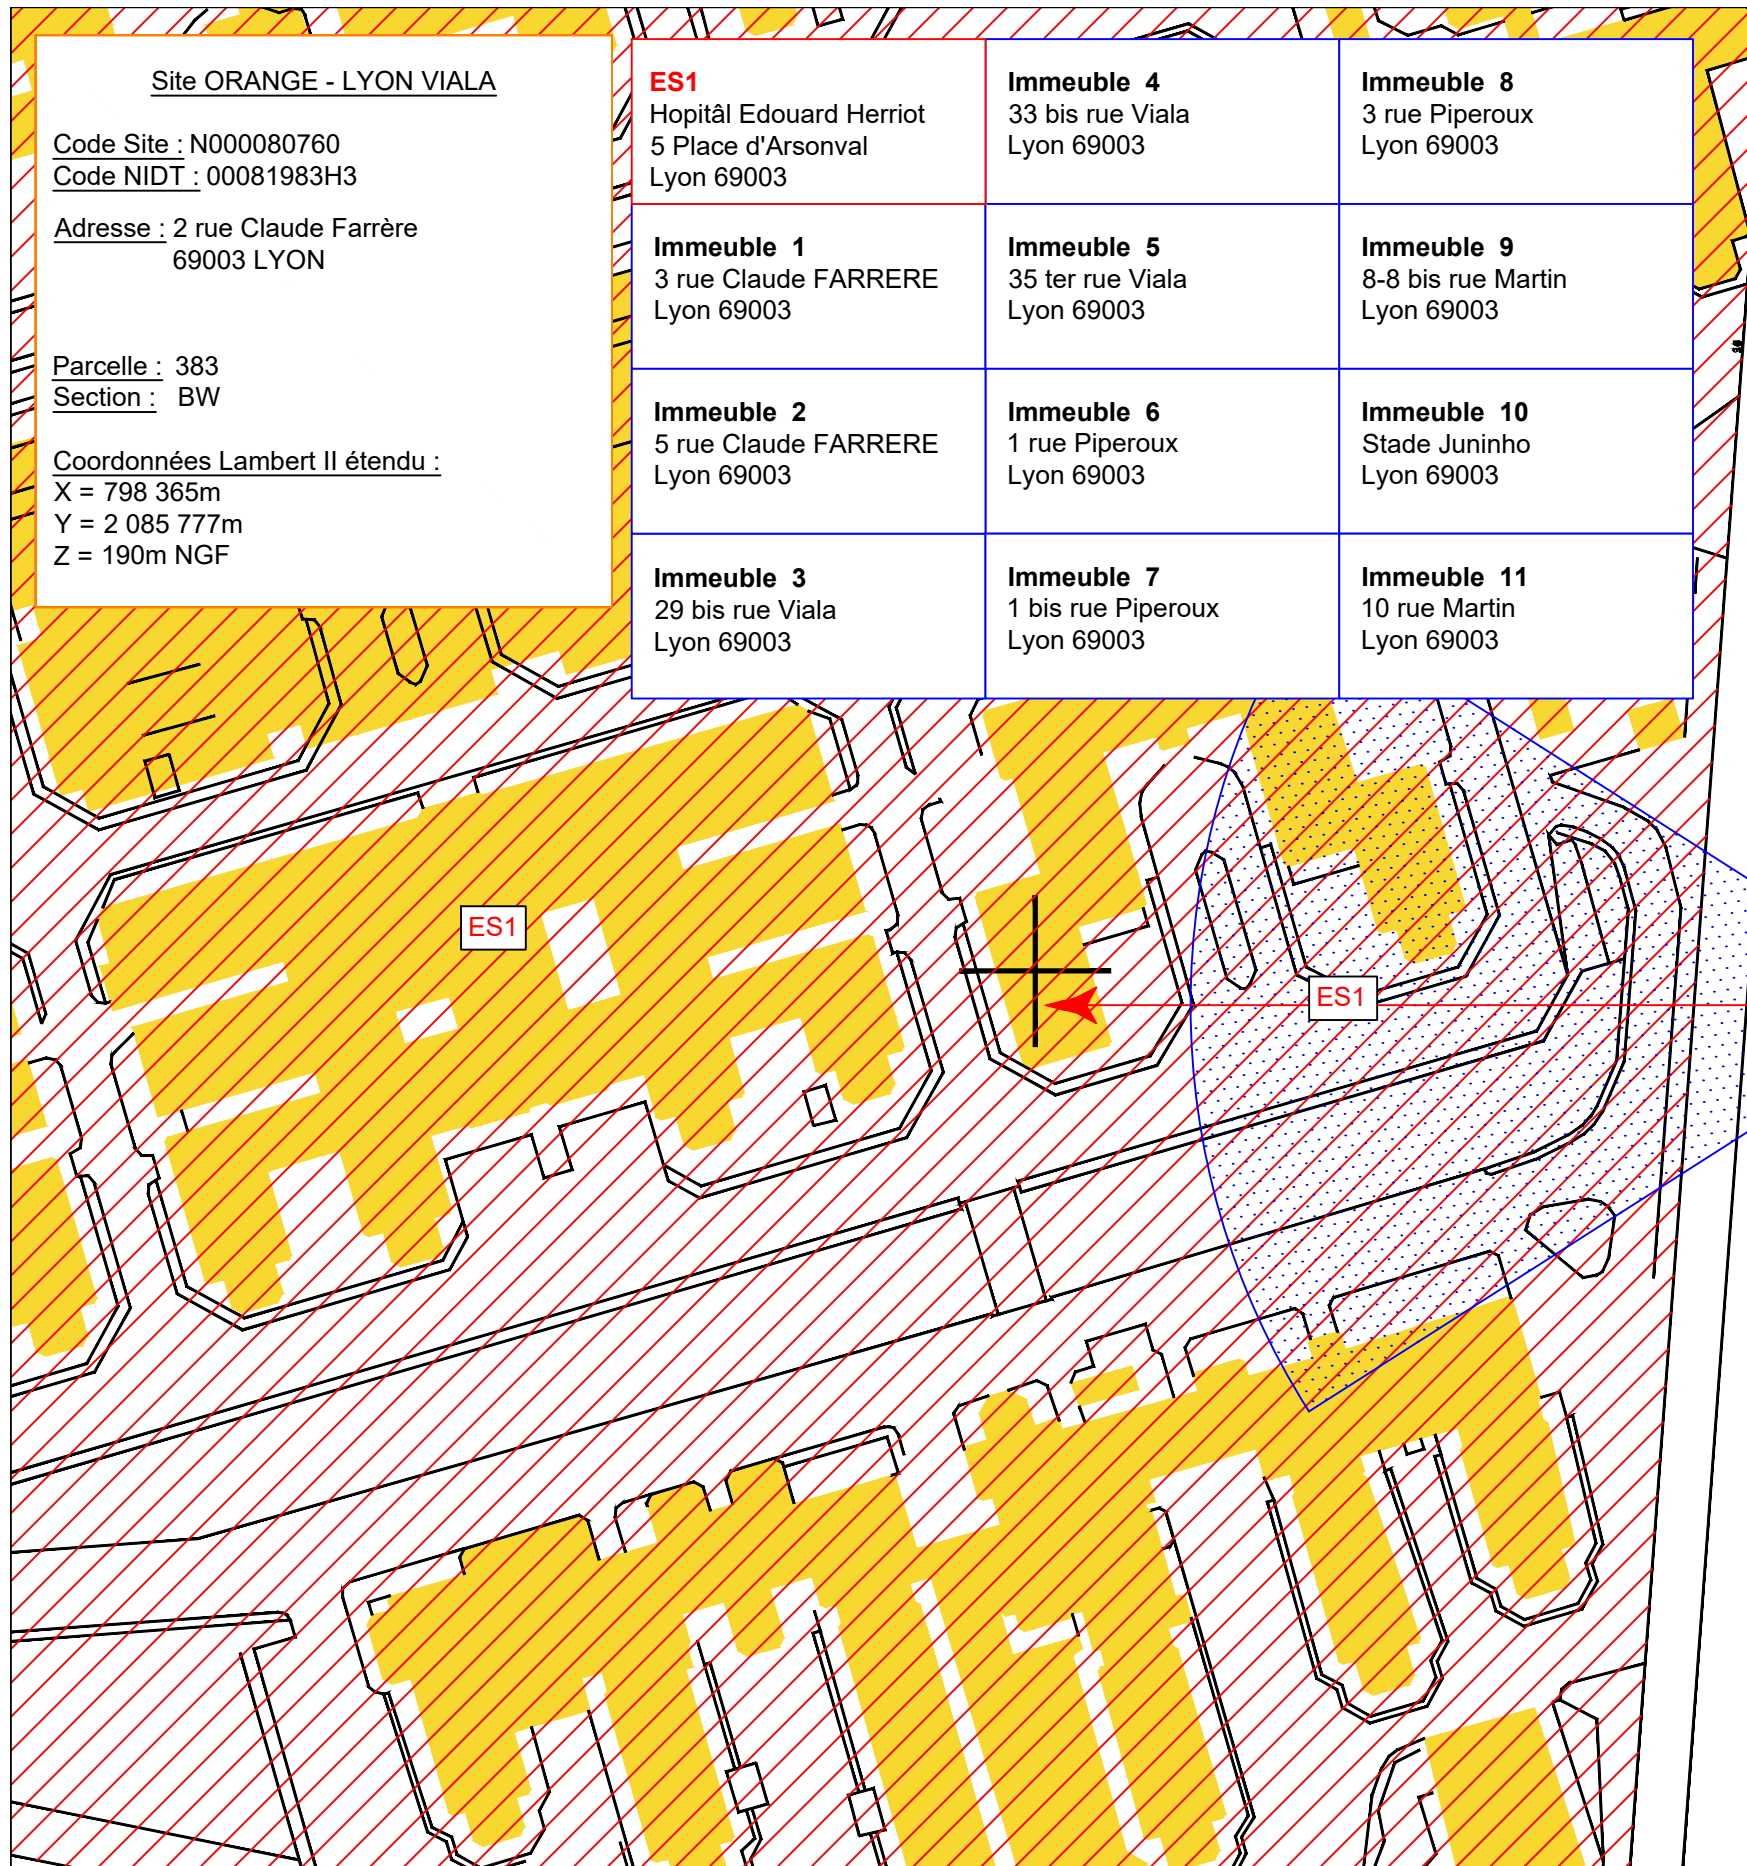 Site ORANGE - LYON VIALA
Code Site : N000080760
Code NIDT : 00081983H3
Adresse : 2 rue Claude Farrère
69003 LYON
Parcelle : 383
Section : BW
Coordonnées Lambert II étendu :
X = 798 365m
Y = 2 085 777m
Z = 190m NGF
ES1
Hopitâl Edouard Herriot
5 Place d'Arsonval
Lyon 69003
Immeuble 4
33 bis rue Viala
Lyon 69003
Immeuble 8
3 rue Piperoux
Lyon 69003
Immeuble 1
3 rue Claude FARRERE
Lyon 69003
Immeuble 5
35 ter rue Viala
Lyon 69003
Immeuble 9
8-8 bis rue Martin
Lyon 69003
Immeuble 2
5 rue Claude FARRERE
Lyon 69003
Immeuble 6
1 rue Piperoux
Lyon 69003
Immeuble 10
Stade Juninho
Lyon 69003
Immeuble 3
29 bis rue Viala
Lyon 69003
Immeuble 7
1 bis rue Piperoux
Lyon 69003
Immeuble 11
10 rue Martin
Lyon 69003
ES1
ES1